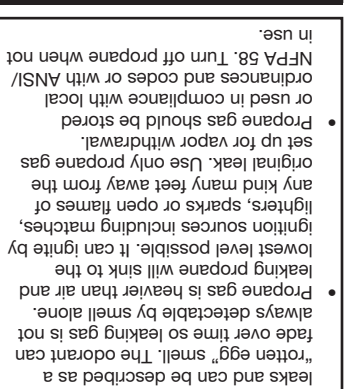 leaks and can be described as a
“rotten egg” smell. The odorant can
fade over time so leaking gas is not
always detectable by smell alone.
• Propane gas is heavier than air and
leaking propane will sink to the
lowest level possible. It can ignite by
ignition sources including matches,
lighters, sparks or open flames of
any kind many feet away from the
original leak. Use only propane gas
set up for vapor withdrawal.
• Propane gas should be stored
or used in compliance with local
ordinances and codes or with ANSI/
NFPA 58. Turn off propane when not
in use.